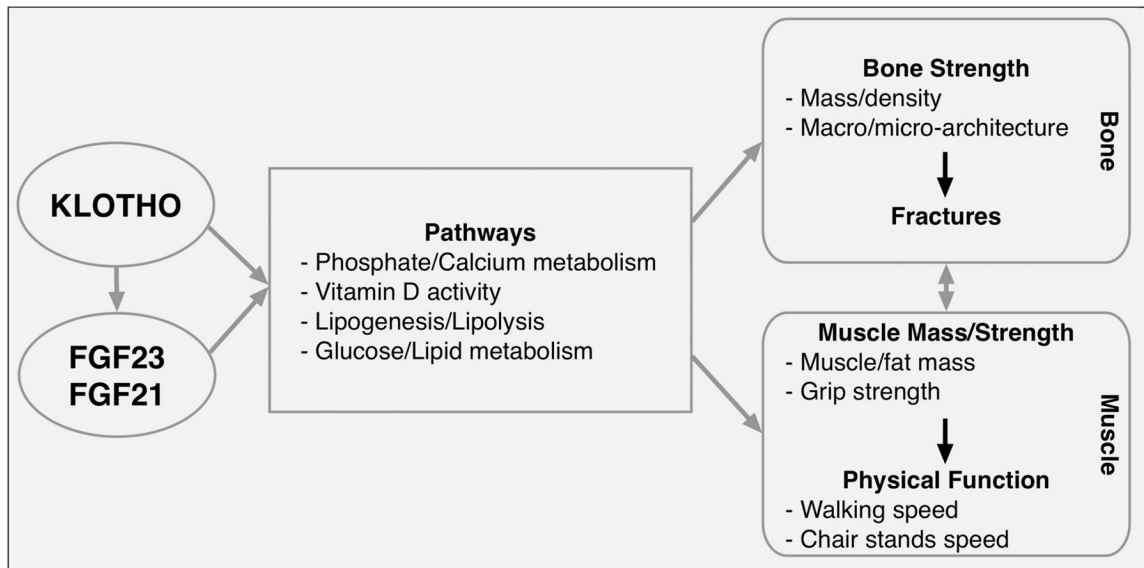 KLOTHO
FGF23
FGF21
Pathways
- Phosphate/Calcium metabolism
- Vitamin D activity
- Lipogenesis/Lipolysis
- Glucose/Lipid metabolism
Bone Strength
- Mass/density
- Macro/micro-architecture
Fractures
Bone
Muscle Mass/Strength
- Muscle/fat mass
- Grip strength
Physical Function
- Walking speed
- Chair stands speed
Muscle